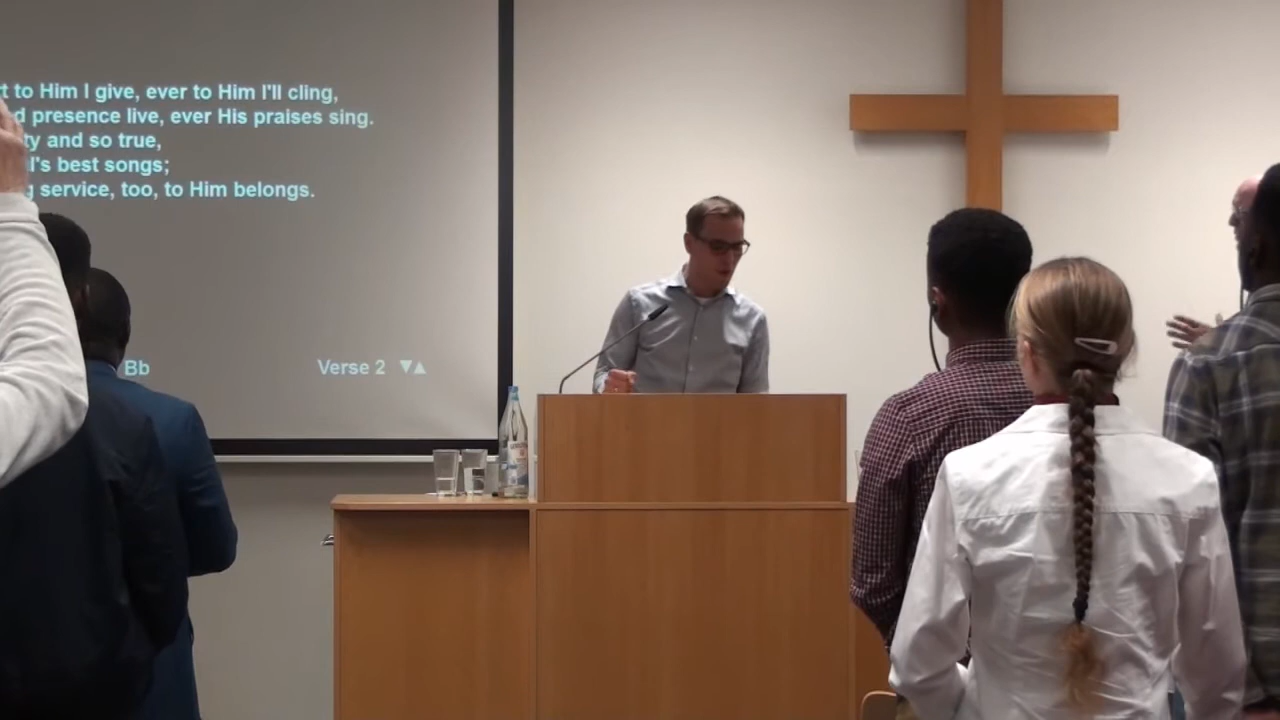 to Him I give, ever to Him I'll cling,
presence live, ever His praises sing.
and so true,
best songs;
service, too, to Him belongs.
Bb
Verse 2 ▼▲